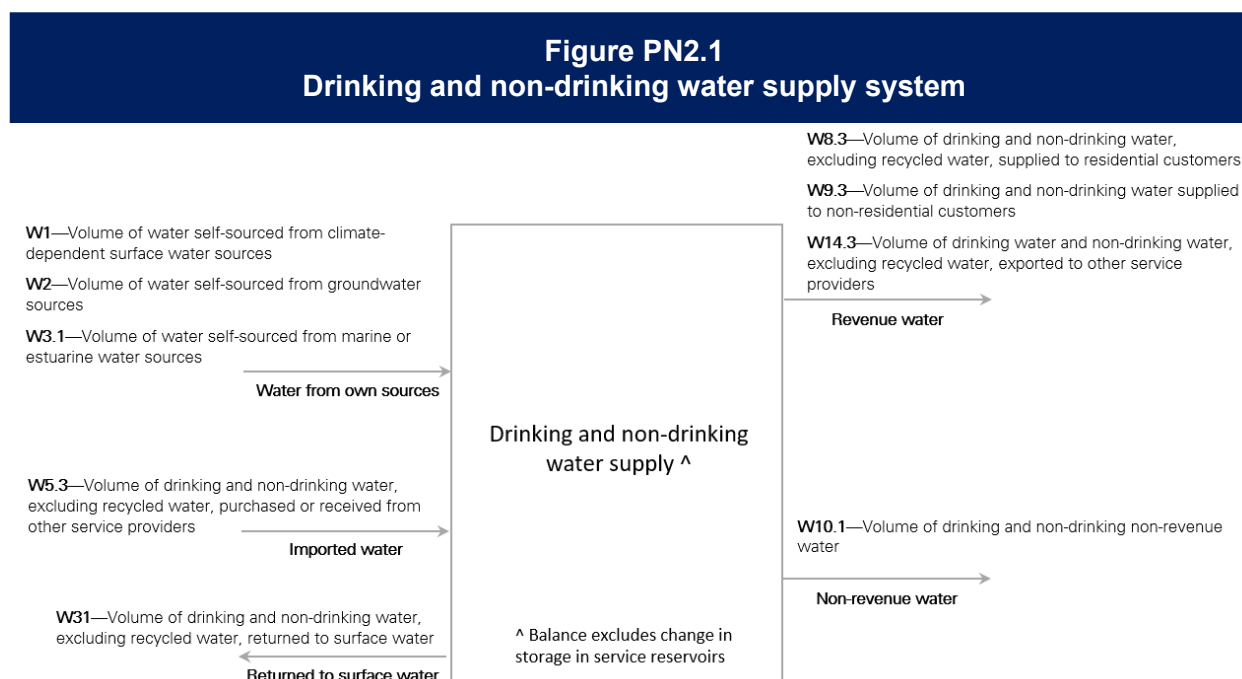 Figure PN2.1
Drinking and non-drinking water supply system
W8.3—Volume of drinking and non-drinking water,
excluding recycled water, supplied to residential customers
W9.3—Volume of drinking and non-drinking water supplied
to non-residential customers
W14.3—Volume of drinking water and non-drinking water,
excluding recycled water, exported to other service
providers
Revenue water
W1—Volume of water self-sourced from climate-
dependent surface water sources
W2—Volume of water self-sourced from groundwater
sources
W3.1—Volume of water self-sourced from marine or
estuarine water sources
Water from own sources
Drinking and non-drinking
water supply ^
W5.3—Volume of drinking and non-drinking water,
excluding recycled water, purchased or received from
other service providers
Imported water
W10.1—Volume of drinking and non-drinking non-revenue
water
Non-revenue water
W31—Volume of drinking and non-drinking water,
excluding recycled water, returned to surface water
Returned to surface water
^ Balance excludes change in
storage in service reservoirs